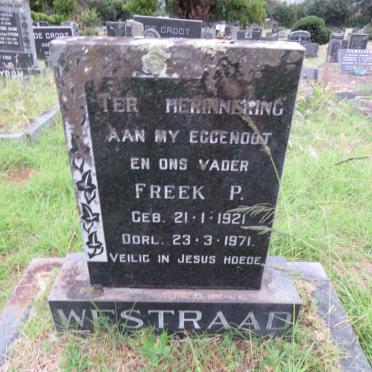 TER HERINNERING
AAN MY EGGENOOT
EN ONS VADER
FREEK P.
GEB. 21·1·1921
OORL. 23·3·1971.
VEILIG IN JESUS HOEDE.
WESTRAAD
DE GROOT